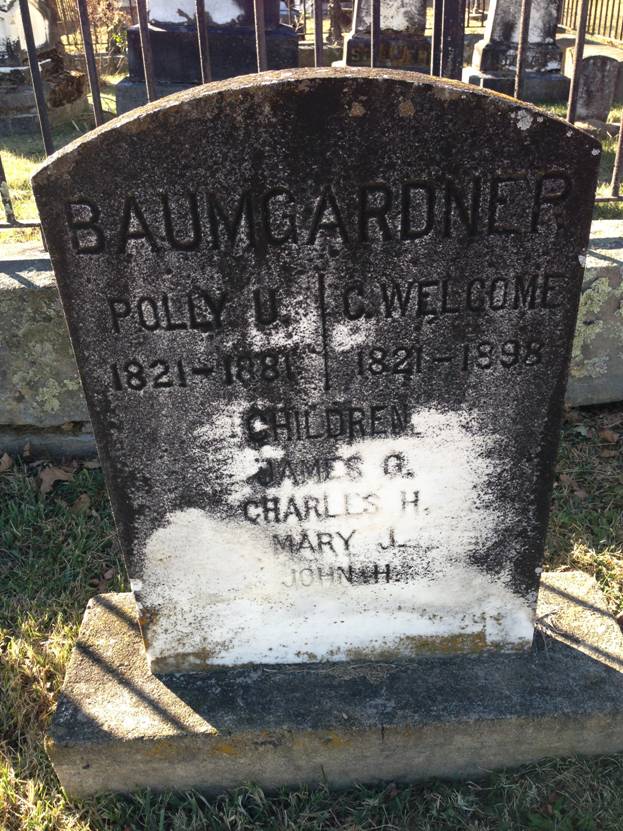 BAUMGARDNER
POLLY U.
1821-1881
C. WELCOME
1821-1898
CHILDREN
JAMES G.
CHARLES H.
MARY J.
JOHN H.